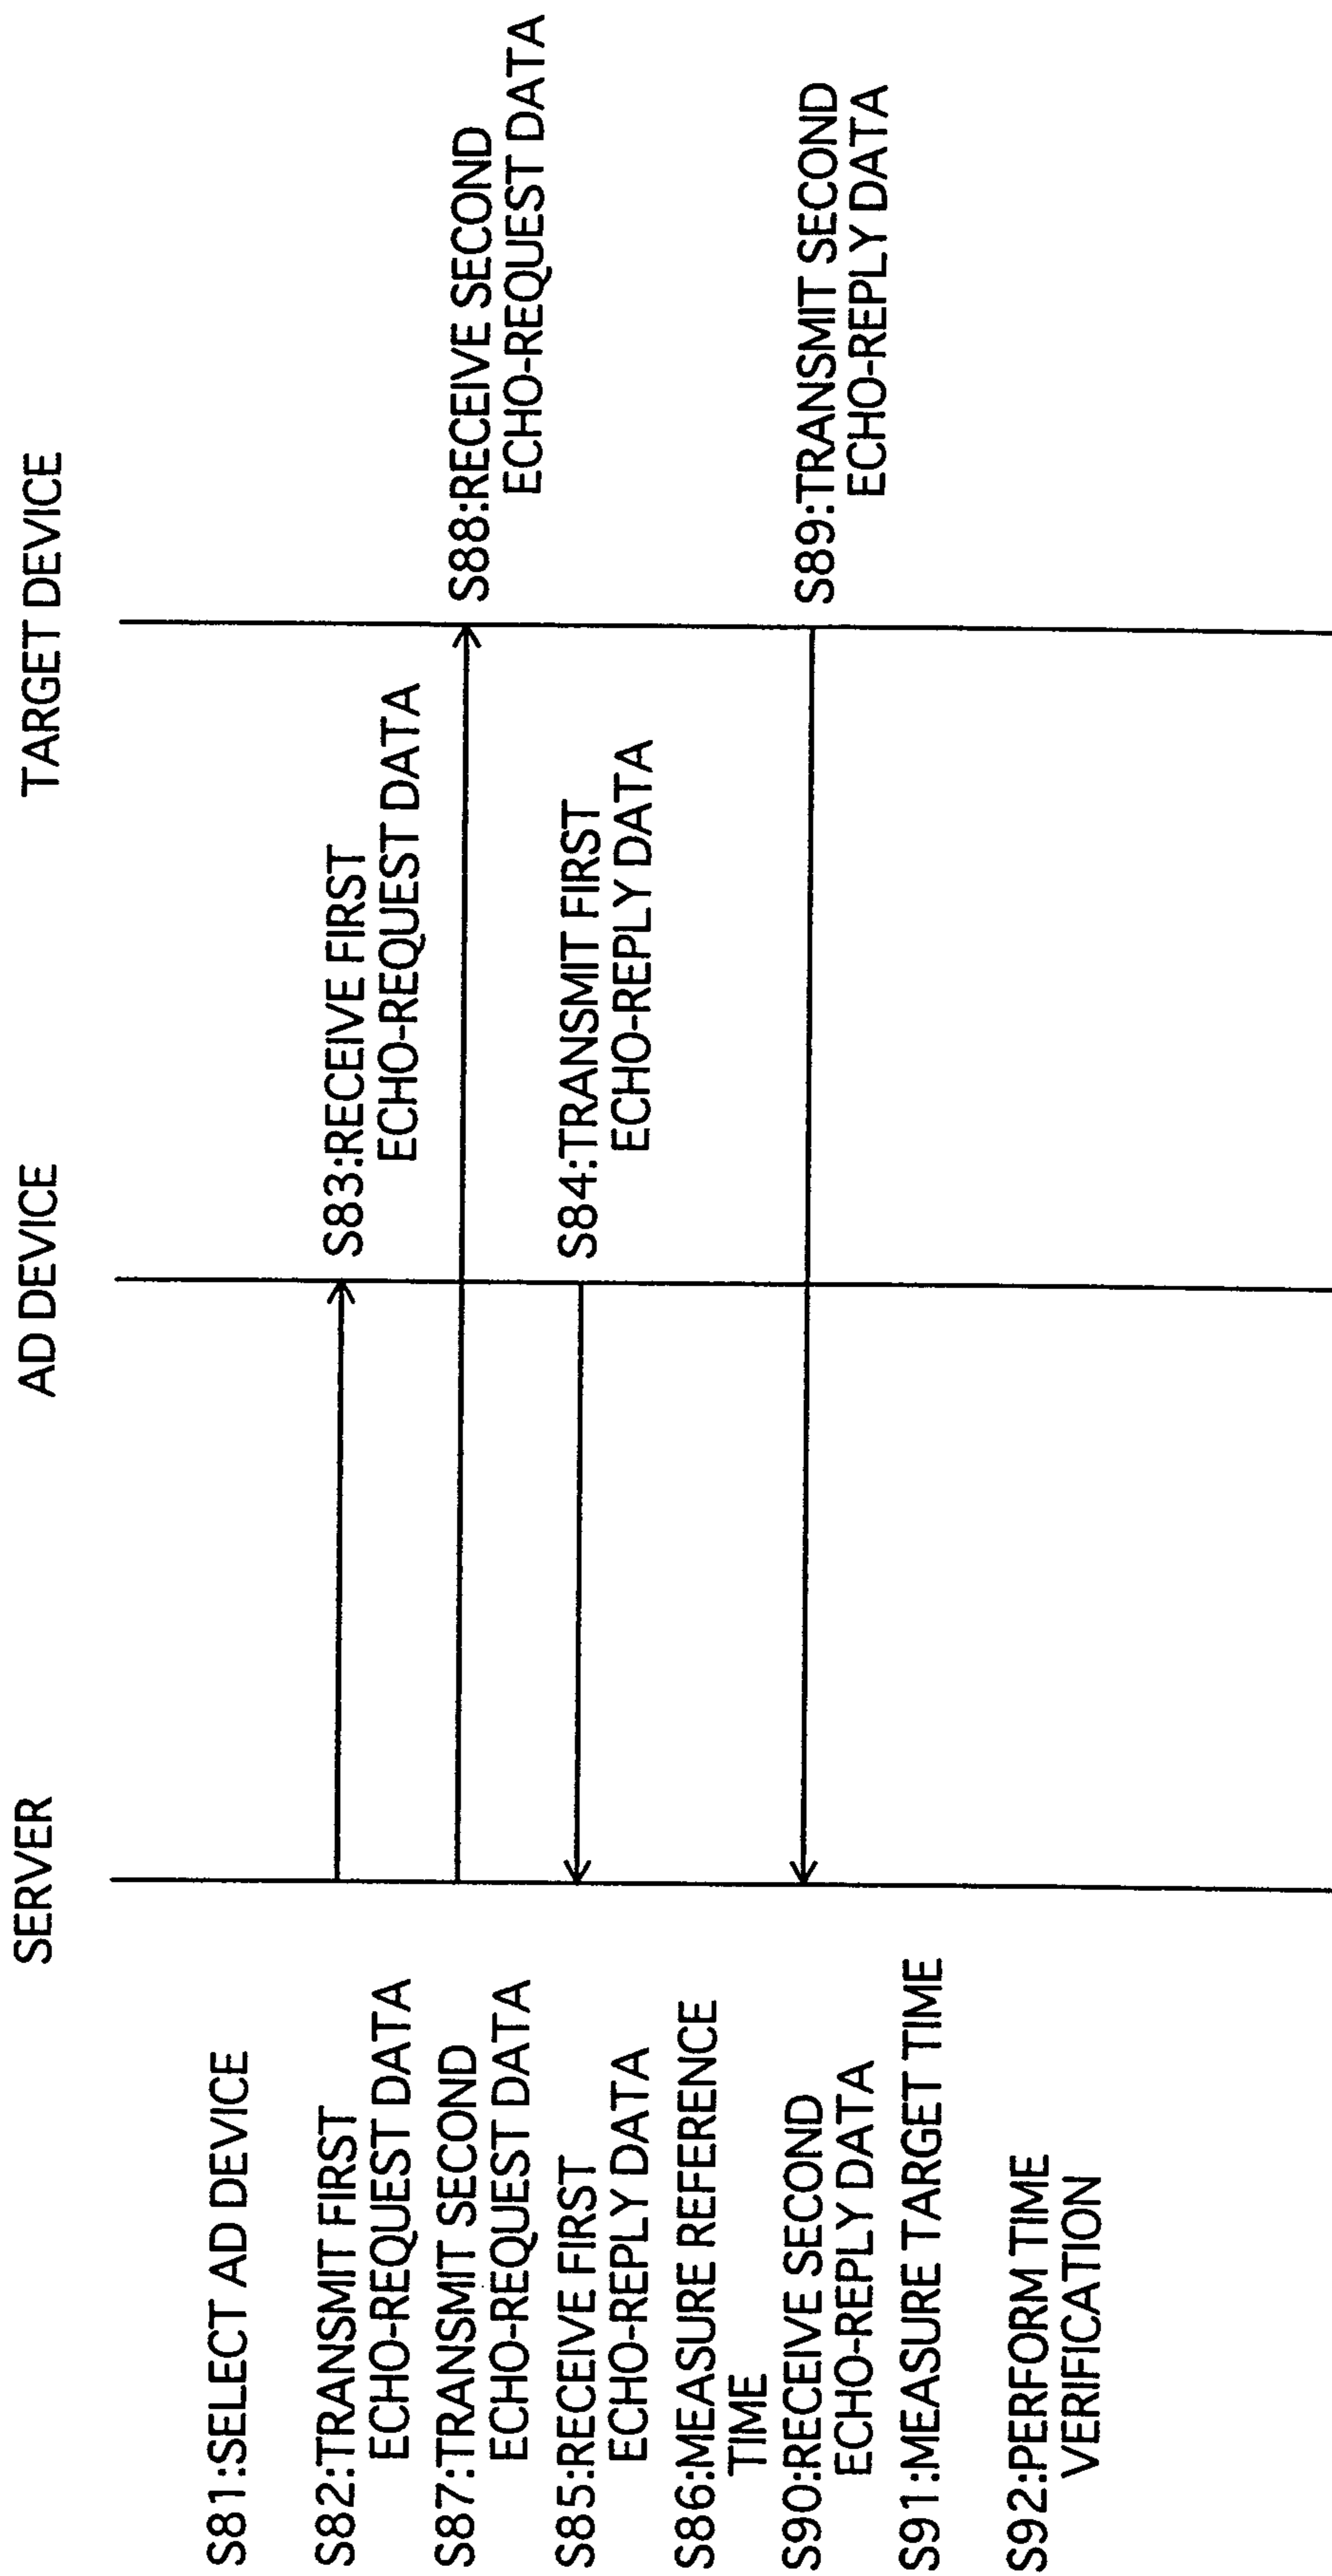 SERVER
AD DEVICE
TARGET DEVICE
S81:SELECT AD DEVICE
S82:TRANSMIT FIRST
ECHO-REQUEST DATA
S83:RECEIVE FIRST
ECHO-REQUEST DATA
S87:TRANSMIT SECOND
ECHO-REQUEST DATA
S88:RECEIVE SECOND
ECHO-REQUEST DATA
S85:RECEIVE FIRST
ECHO-REPLY DATA
S84:TRANSMIT FIRST
ECHO-REPLY DATA
S86:MEASURE REFERENCE
TIME
S90:RECEIVE SECOND
ECHO-REPLY DATA
S89:TRANSMIT SECOND
ECHO-REPLY DATA
S91:MEASURE TARGET TIME
S92:PERFORM TIME
VERIFICATION